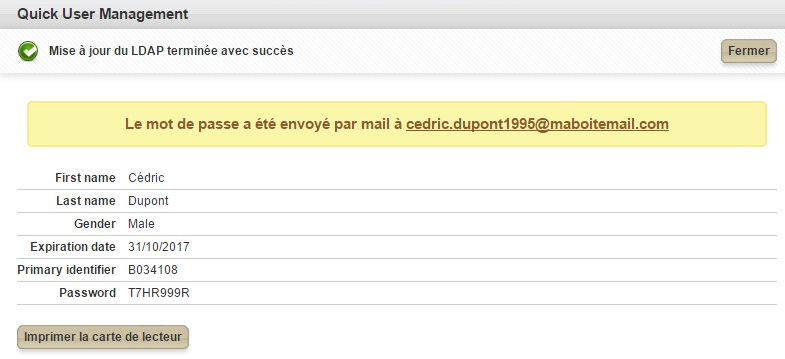 Quick User Management
Mise à jour du LDAP terminée avec succès
Fermer
Le mot de passe a été envoyé par mail à cedric.dupont1995@maboitemail.com
First name Cédric
Last name Dupont
Gender Male
Expiration date 31/10/2017
Primary identifier B034108
Password T7HR999R
Imprimer la carte de lecteur